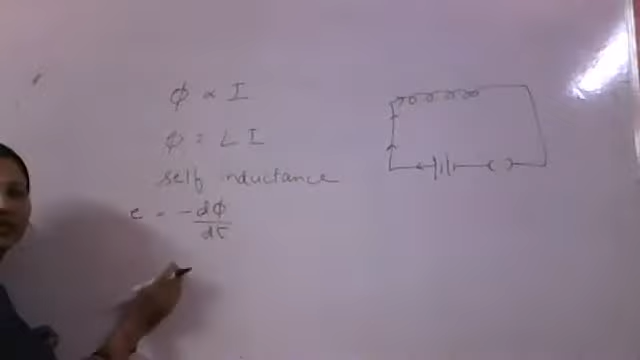 φ ∝ I
φ = L I
self inductance
e = - dφ/dt